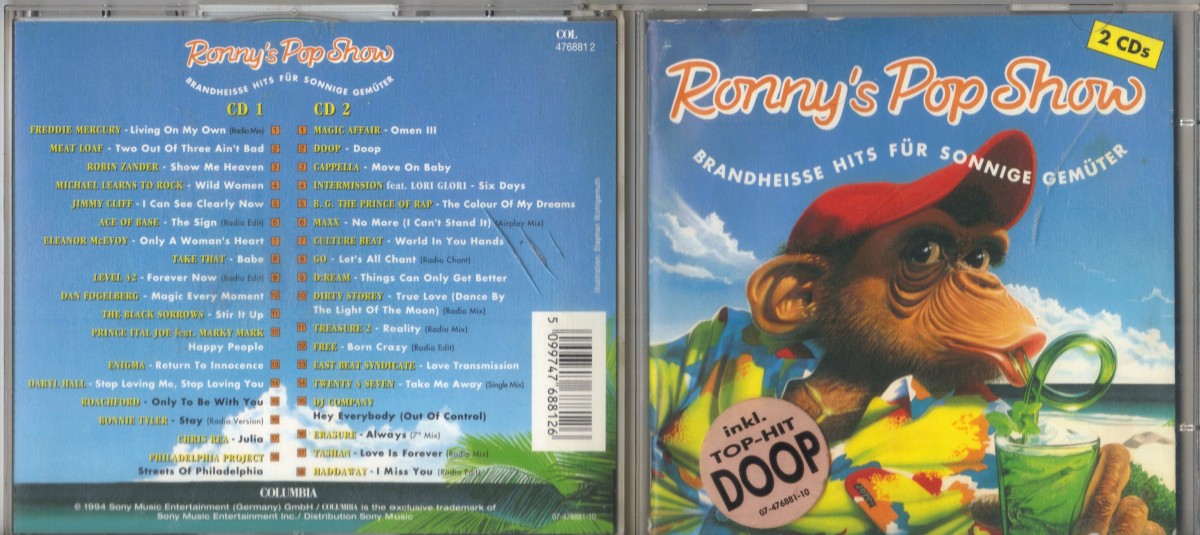 Ronny's Pop Show
BRANDHEISSE HITS FÜR SONNIGE GEMÜTER
COL
476881 2
CD 1
FREDDIE MERCURY - Living On My Own (Radio Mix) 1
MEAT LOAF - Two Out Of Three Ain't Bad 2
ROBIN ZANDER - Show Me Heaven 3
MICHAEL LEARNS TO ROCK - Wild Women 4
JIMMY CLIFF - I Can See Clearly Now 5
ACE OF BASE - The Sign (Radio Edit) 6
ELEANOR McEVOY - Only A Woman's Heart 7
TAKE THAT - Babe 8
LEVEL 42 - Forever Now (Radio Edit) 9
DAN FOGELBERG - Magic Every Moment 10
THE BLACK SORROWS - Stir It Up 11
PRINCE ITAL JOE feat. MARKY MARK 12
Happy People
ENIGMA - Return To Innocence 13
DARYL HALL - Stop Loving Me, Stop Loving You 14
ROACHFORD - Only To Be With You 15
BONNIE TYLER - Stay (Radio Version) 16
CHRIS REA - Julia 17
PHILADELPHIA PROJECT 18
Streets Of Philadelphia
CD 2
1 MAGIC AFFAIR - Omen III
2 DOOP - Doop
3 CAPPELLA - Move On Baby
4 INTERMISSION feat. LORI GLORI - Six Days
5 B. G. THE PRINCE OF RAP - The Colour Of My Dreams
6 MAXX - No More (I Can't Stand It) (Airplay Mix)
7 CULTURE BEAT - World In You Hands
8 GO - Let's All Chant (Radio Chant)
9 D:REAM - Things Can Only Get Better
10 DIRTY STOREY - True Love (Dance By
The Light Of The Moon) (Radio Mix)
11 TREASURE 2 - Reality (Radio Mix)
12 FREE - Born Crazy (Radio Edit)
13 EAST BEAT SYNDICATE - Love Transmission
14 TWENTY 4 SEVEN - Take Me Away (Single Mix)
15 DJ COMPANY
Hey Everybody (Out Of Control)
16 ERASURE - Always (7" Mix)
17 TASHAN - Love Is Forever (Radio Mix)
18 HADDAWAY - I Miss You (Radio Edit)
Illustration: Stephan Wohlgemuth
5 099747 688126
COLUMBIA
℗ 1994 Sony Music Entertainment (Germany) GmbH / COLUMBIA is the exclusive trademark of
Sony Music Entertainment Inc./ Distribution Sony Music
07-476881-10
2 CDs
Ronny's Pop Show
BRANDHEISSE HITS FÜR SONNIGE GEMÜTER
inkl.
TOP-HIT
DOOP
07-476881-10